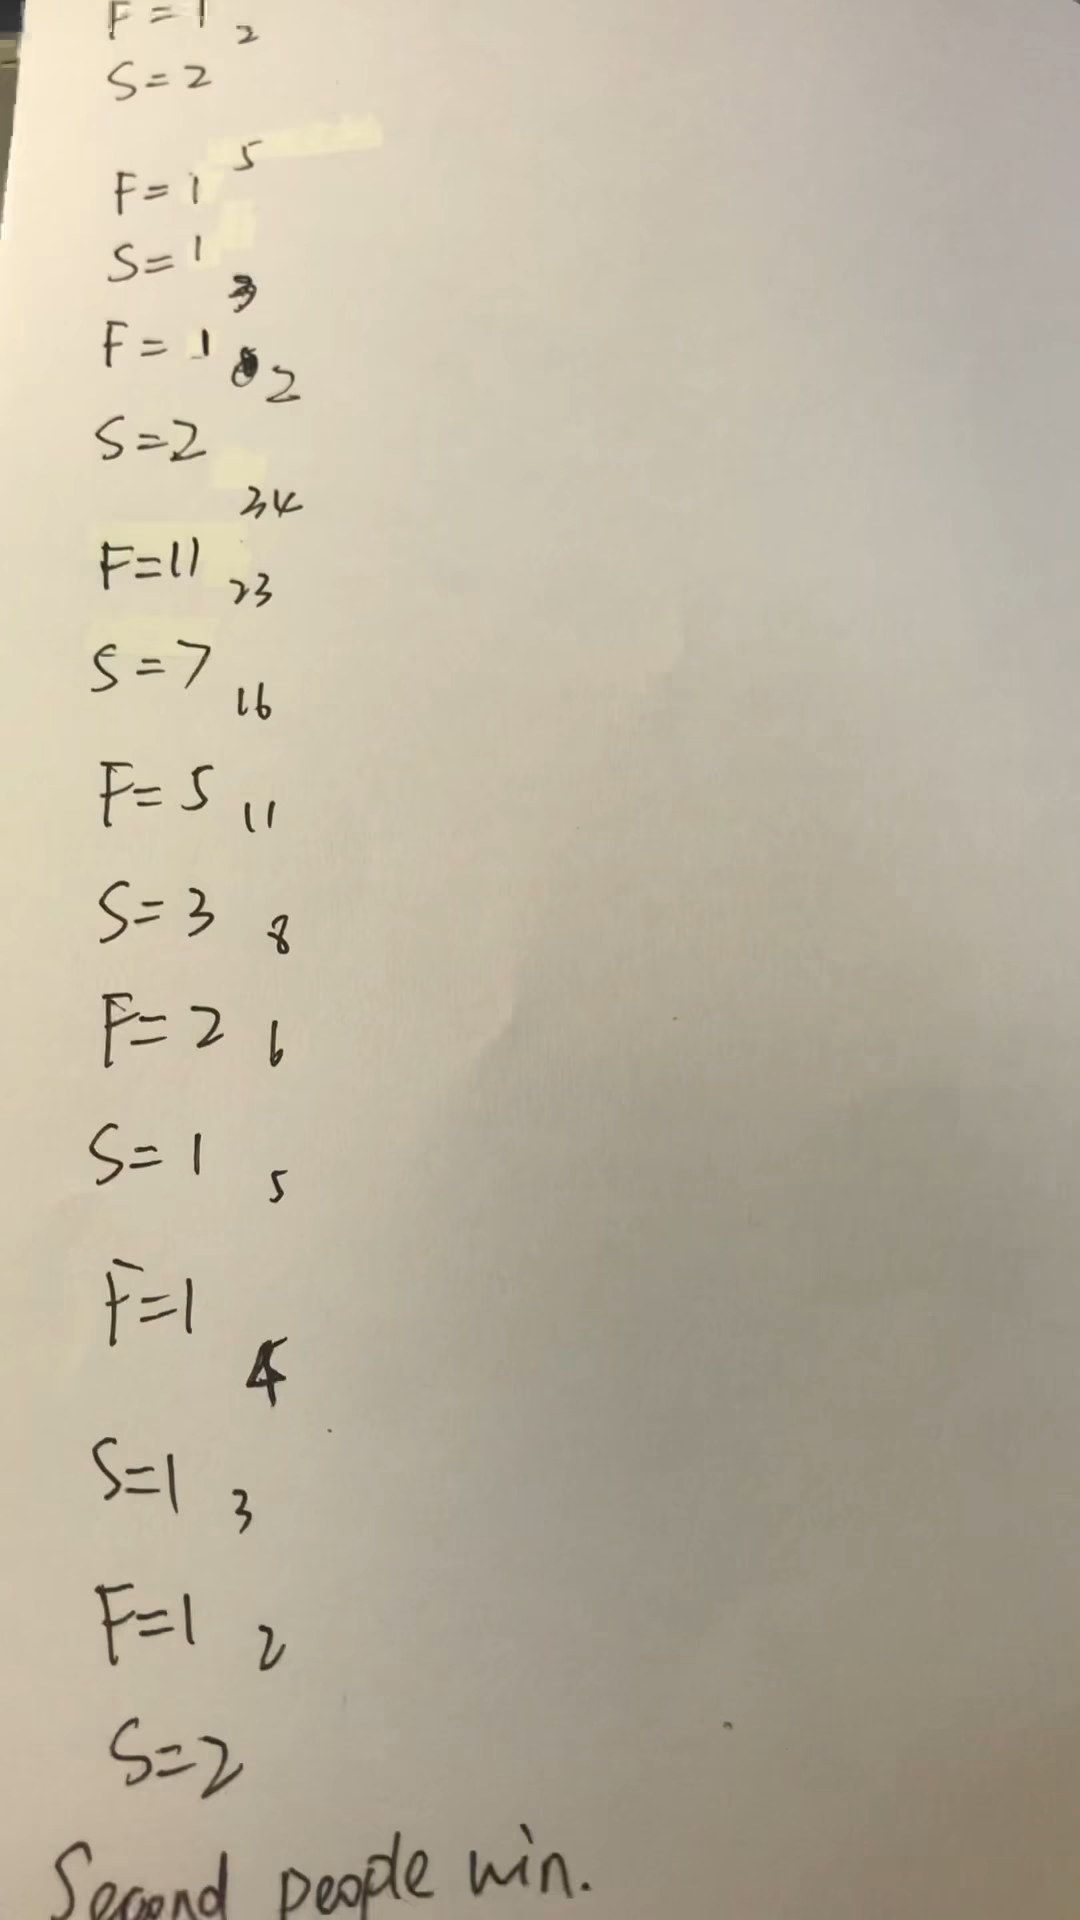 F=1
2
S=2
5
F=1
S=1
3
F=1
2
S=2
34
F=11
23
S=7
16
F=5
11
S=3
8
F=2
6
S=1
5
F=1
4
S=1
3
F=1
2
S=2
Second people win.